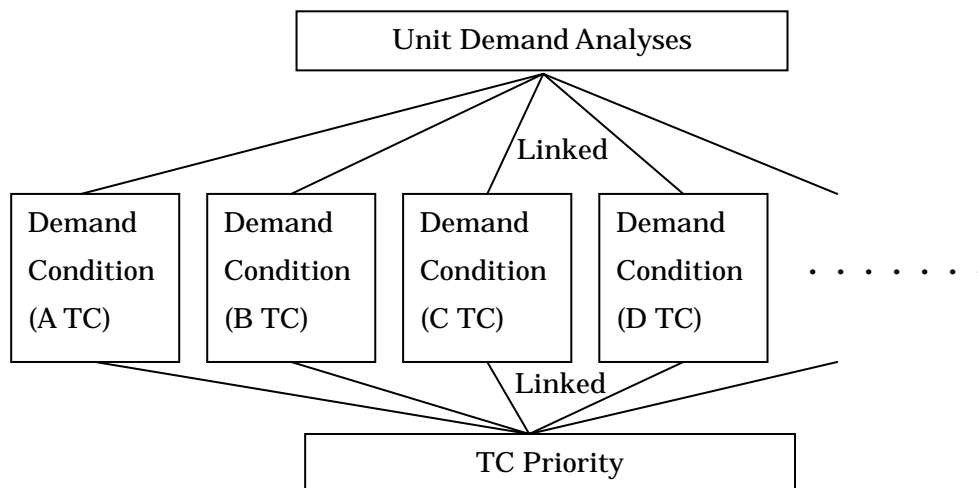 Unit Demand Analyses
Linked
Demand
Condition
(A TC)
Demand
Condition
(B TC)
Demand
Condition
(C TC)
Demand
Condition
(D TC)
· · · · · · ·
Linked
TC Priority